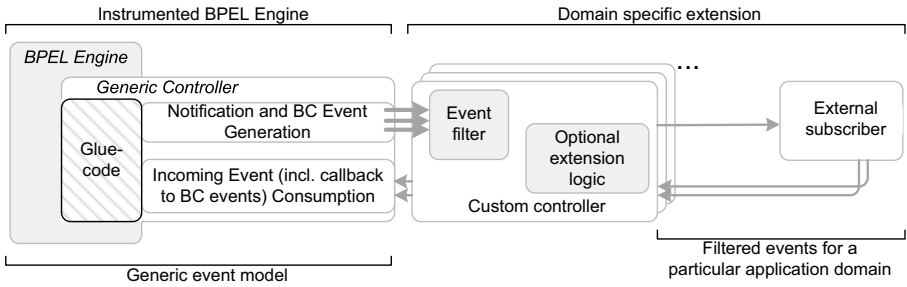 Instrumented BPEL Engine
Domain specific extension
BPEL Engine
Generic Controller
Notification and BC Event
Generation
Glue-
code
Incoming Event (incl. callback
to BC events) Consumption
Event
filter
Optional
extension
logic
Custom controller
...
External
subscriber
Generic event model
Filtered events for a
particular application domain